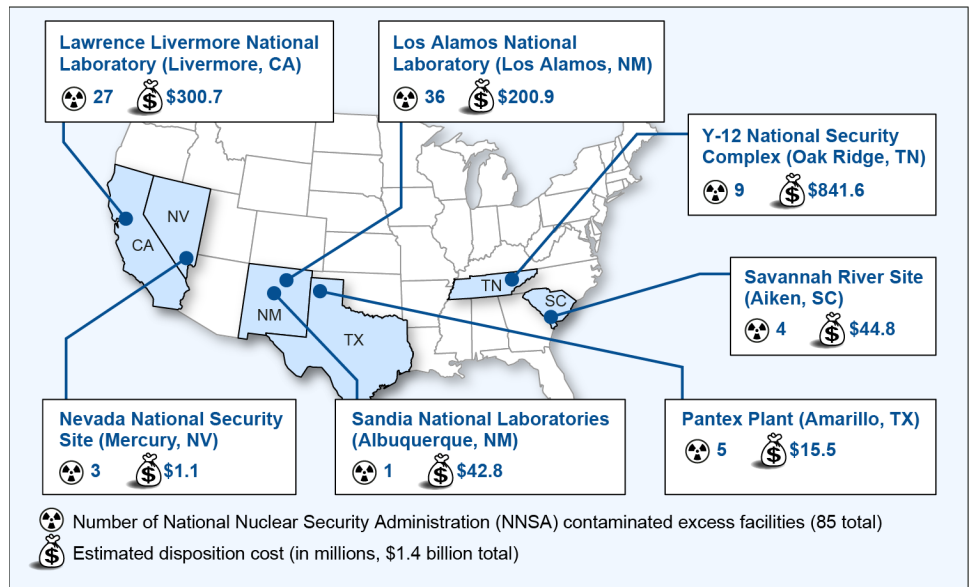 Lawrence Livermore National
Laboratory (Livermore, CA)
27 $ $300.7
Los Alamos National
Laboratory (Los Alamos, NM)
36 $ $200.9
Y-12 National Security
Complex (Oak Ridge, TN)
9 $ $841.6
NV
CA
TN
Savannah River Site
(Aiken, SC)
4 $ $44.8
SC
NM
TX
Nevada National Security
Site (Mercury, NV)
3 $ $1.1
Sandia National Laboratories
(Albuquerque, NM)
1 $ $42.8
Pantex Plant (Amarillo, TX)
5 $ $15.5
Number of National Nuclear Security Administration (NNSA) contaminated excess facilities (85 total)
$ Estimated disposition cost (in millions, $1.4 billion total)